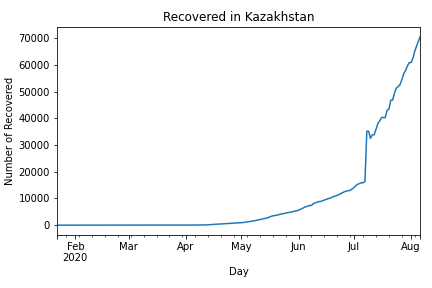 Recovered in Kazakhstan
70000
60000
50000
40000
30000
20000
10000
0
Number of Recovered
Feb Mar Apr May Jun Jul Aug
2020
Day